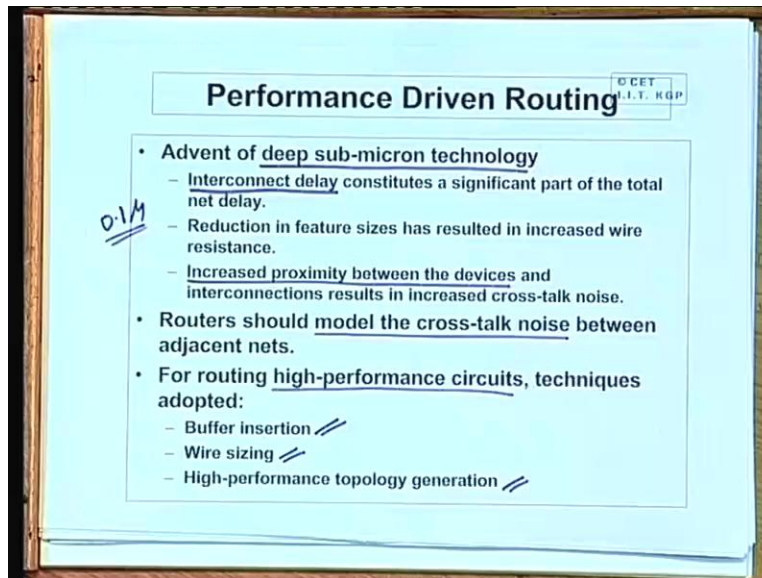 © CET
I.I.T. KGP
Performance Driven Routing
• Advent of deep sub-micron technology
– Interconnect delay constitutes a significant part of the total
net delay.
0.1μ
– Reduction in feature sizes has resulted in increased wire
resistance.
– Increased proximity between the devices and
interconnections results in increased cross-talk noise.
• Routers should model the cross-talk noise between
adjacent nets.
• For routing high-performance circuits, techniques
adopted:
– Buffer insertion
– Wire sizing
– High-performance topology generation